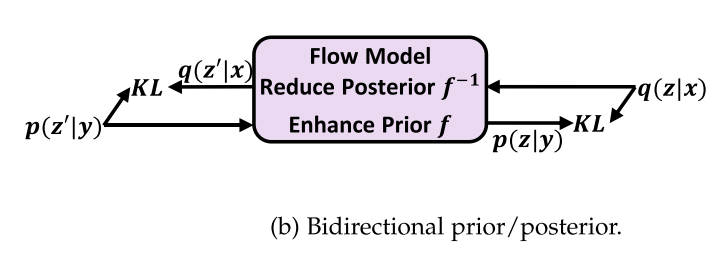 Flow Model
KL q(z′|x) Reduce Posterior f⁻¹ q(z|x)
p(z′|y) Enhance Prior f p(z|y) KL
(b) Bidirectional prior/posterior.